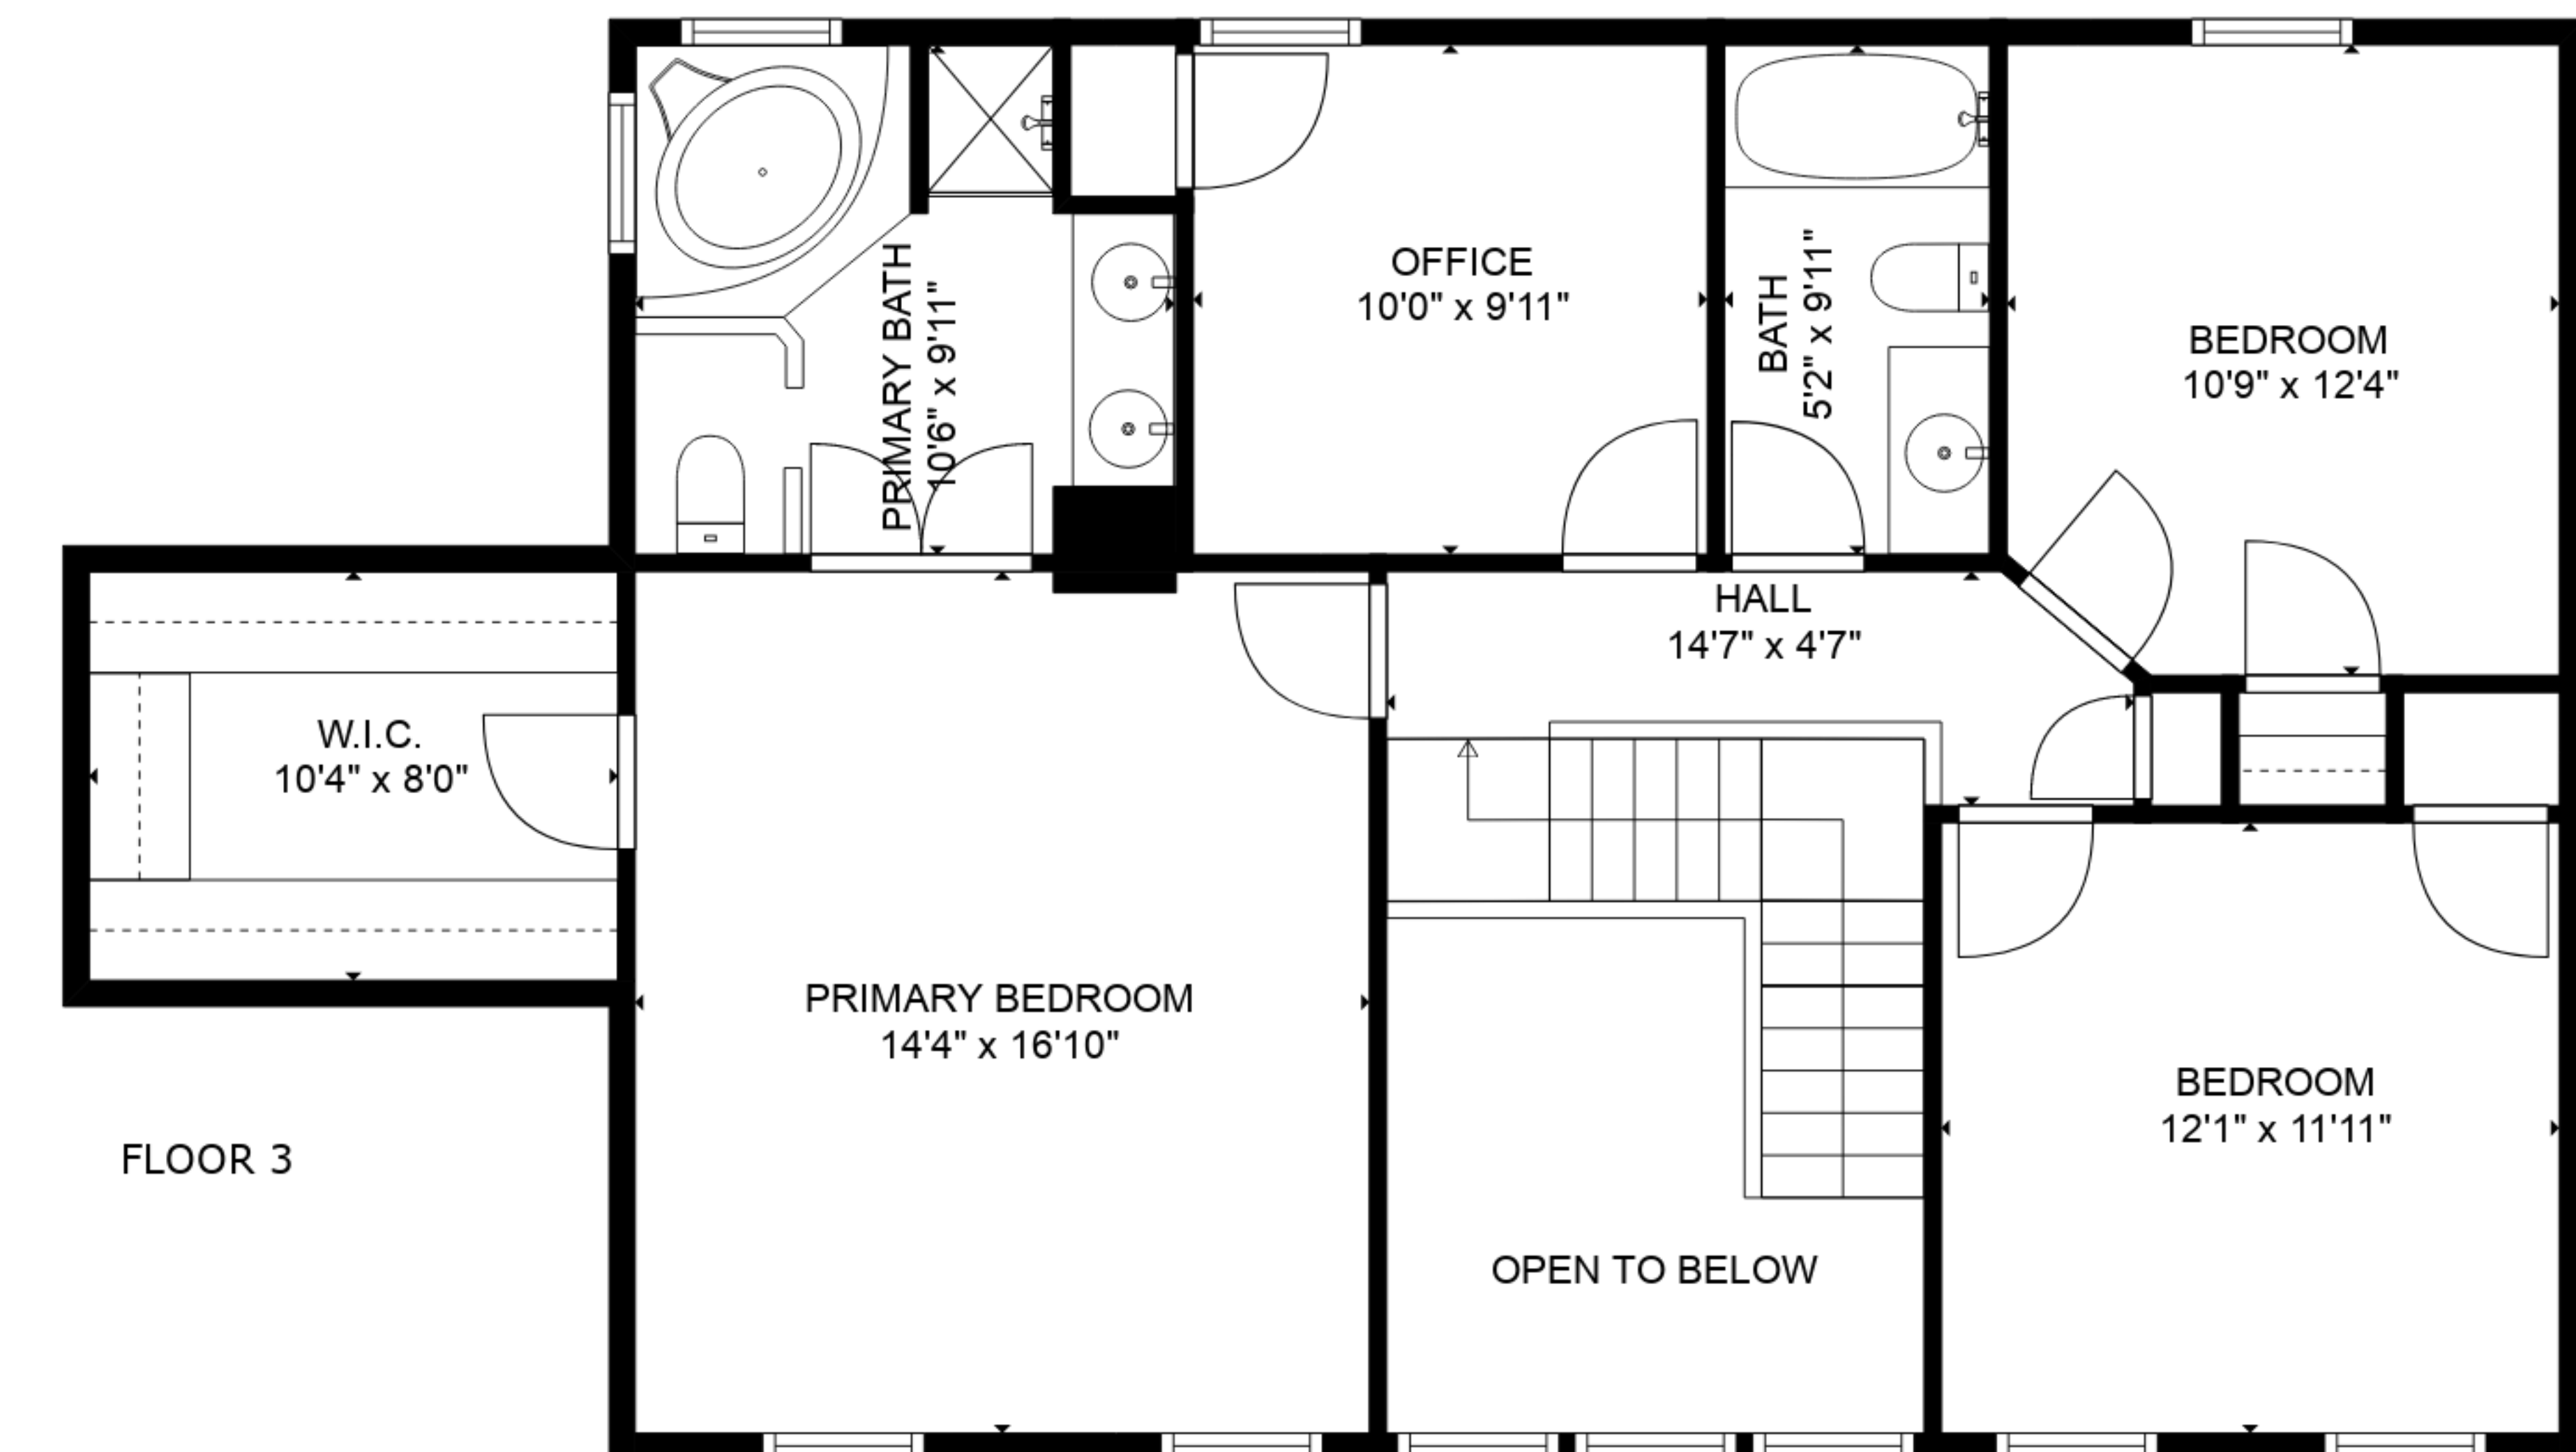 PRIMARY BATH
10'6" x 9'11"
OFFICE
10'0" x 9'11"
BATH
5'2" x 9'11"
BEDROOM
10'9" x 12'4"
HALL
14'7" x 4'7"
W.I.C.
10'4" x 8'0"
PRIMARY BEDROOM
14'4" x 16'10"
BEDROOM
12'1" x 11'11"
FLOOR 3
OPEN TO BELOW